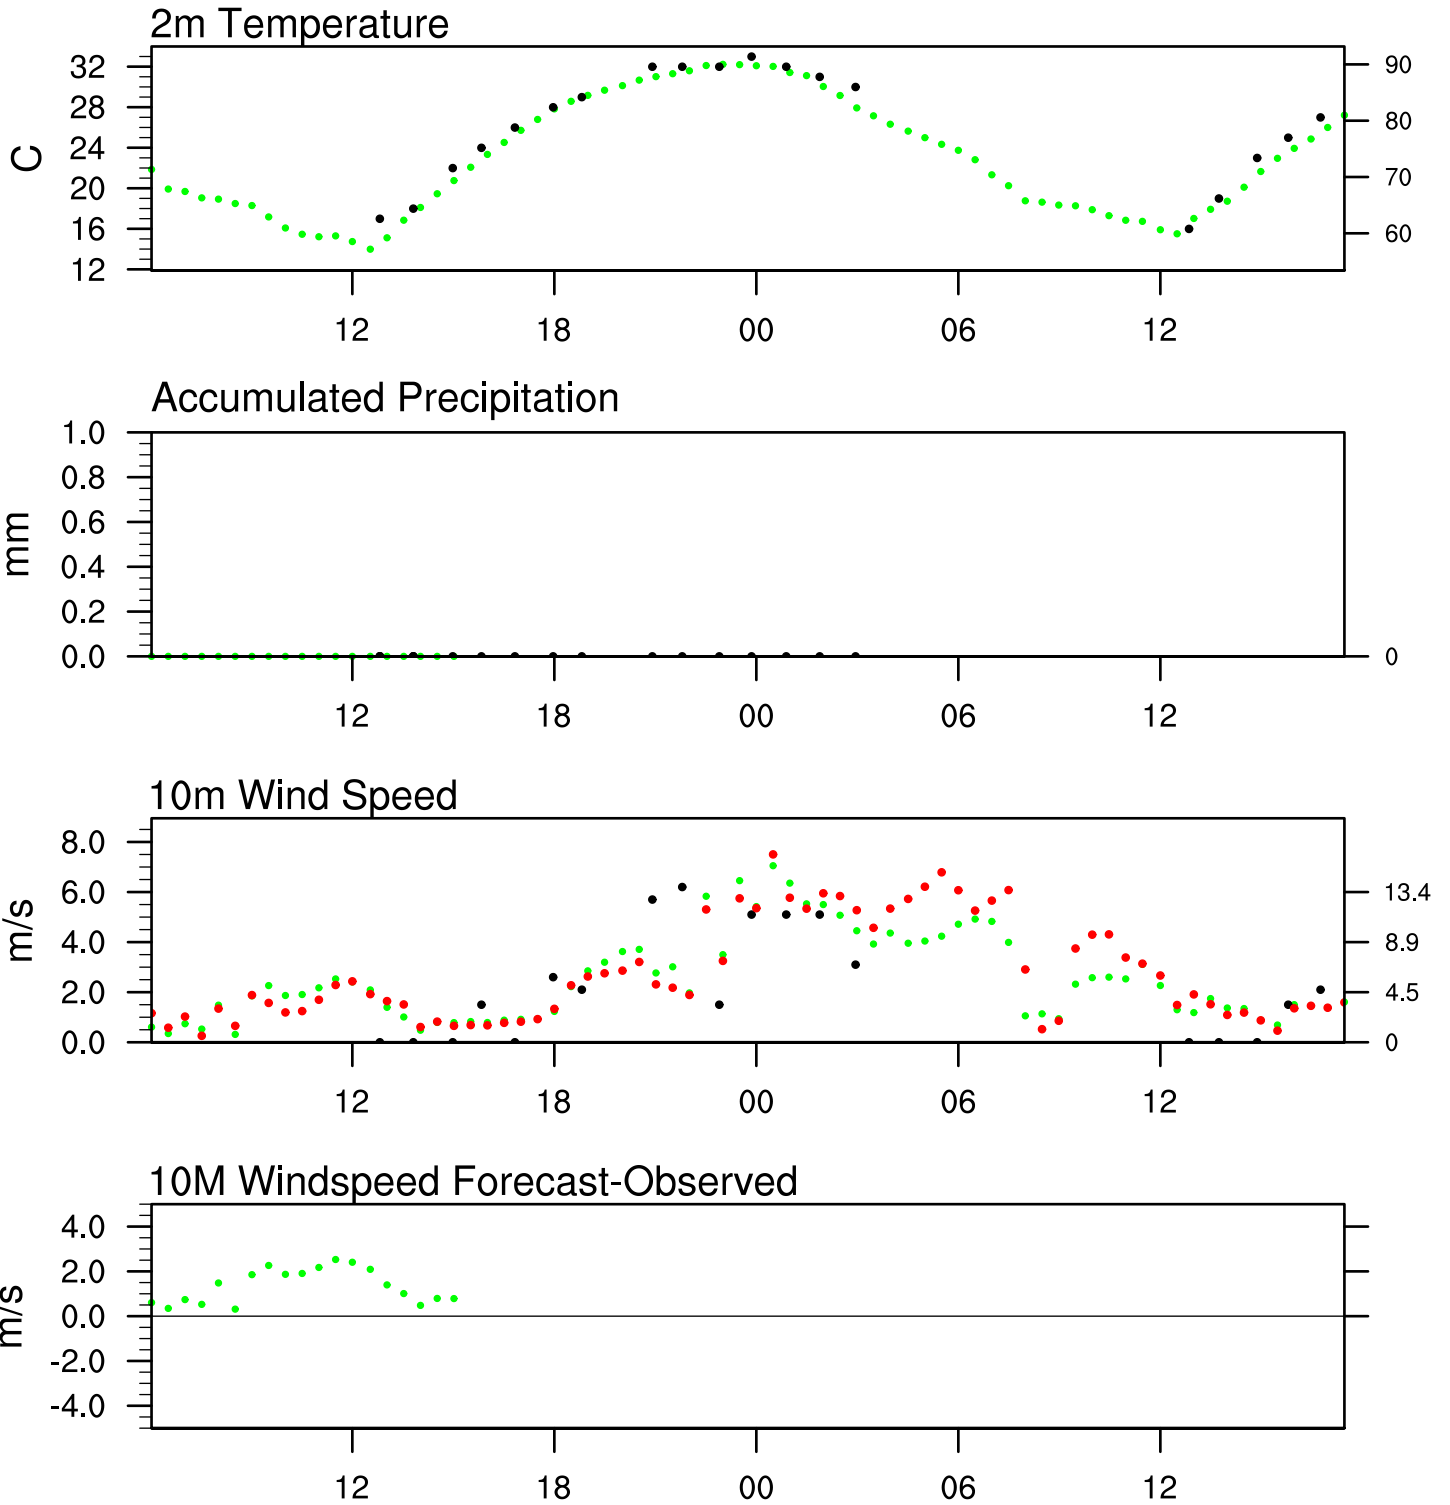 2m Temperature
32
28
24
20
16
12
C
90
80
70
60
12 18 00 06 12
Accumulated Precipitation
1.0
0.8
0.6
0.4
0.2
0.0
mm
0
12 18 00 06 12
10m Wind Speed
8.0
6.0
4.0
2.0
0.0
m/s
13.4
8.9
4.5
0
12 18 00 06 12
10M Windspeed Forecast-Observed
4.0
2.0
0.0
-2.0
-4.0
m/s
12 18 00 06 12